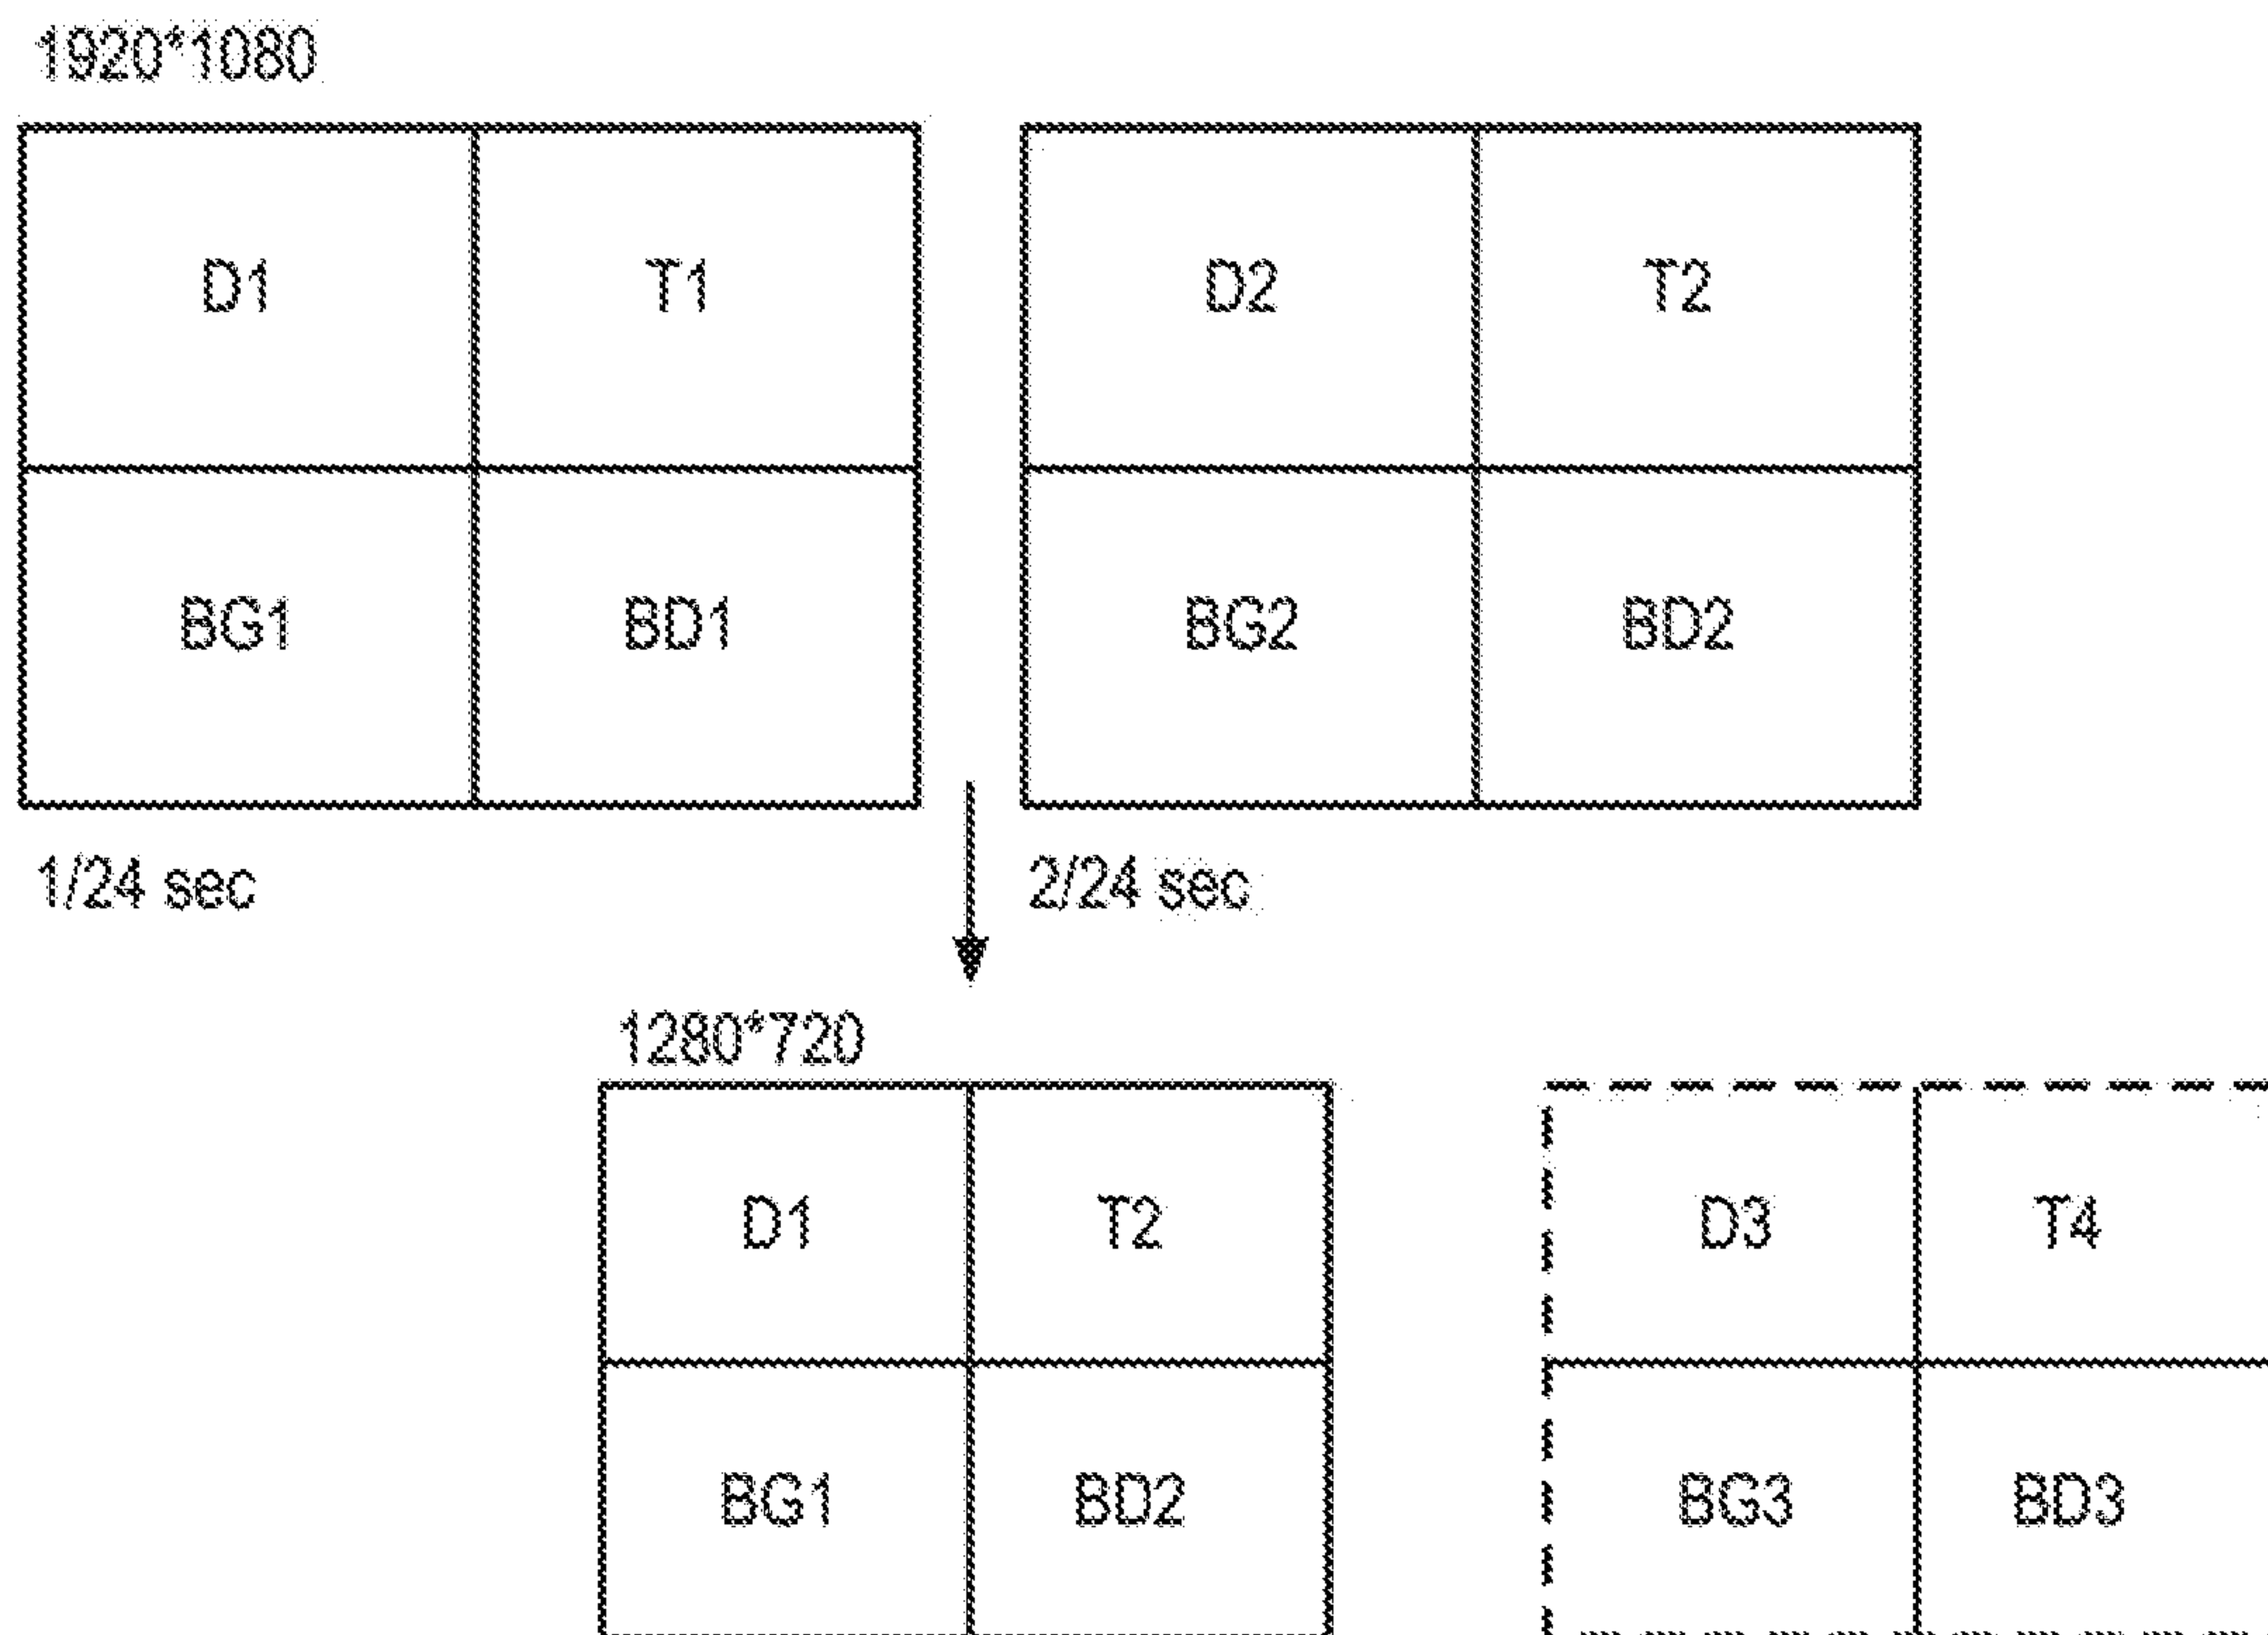 1920*1080
D1 T1 D2 T2
BG1 BD1 BG2 BD2
1/24 sec 2/24 sec
1280*720
D1 T2 D3 T4
BG1 BD2 BG3 BD3